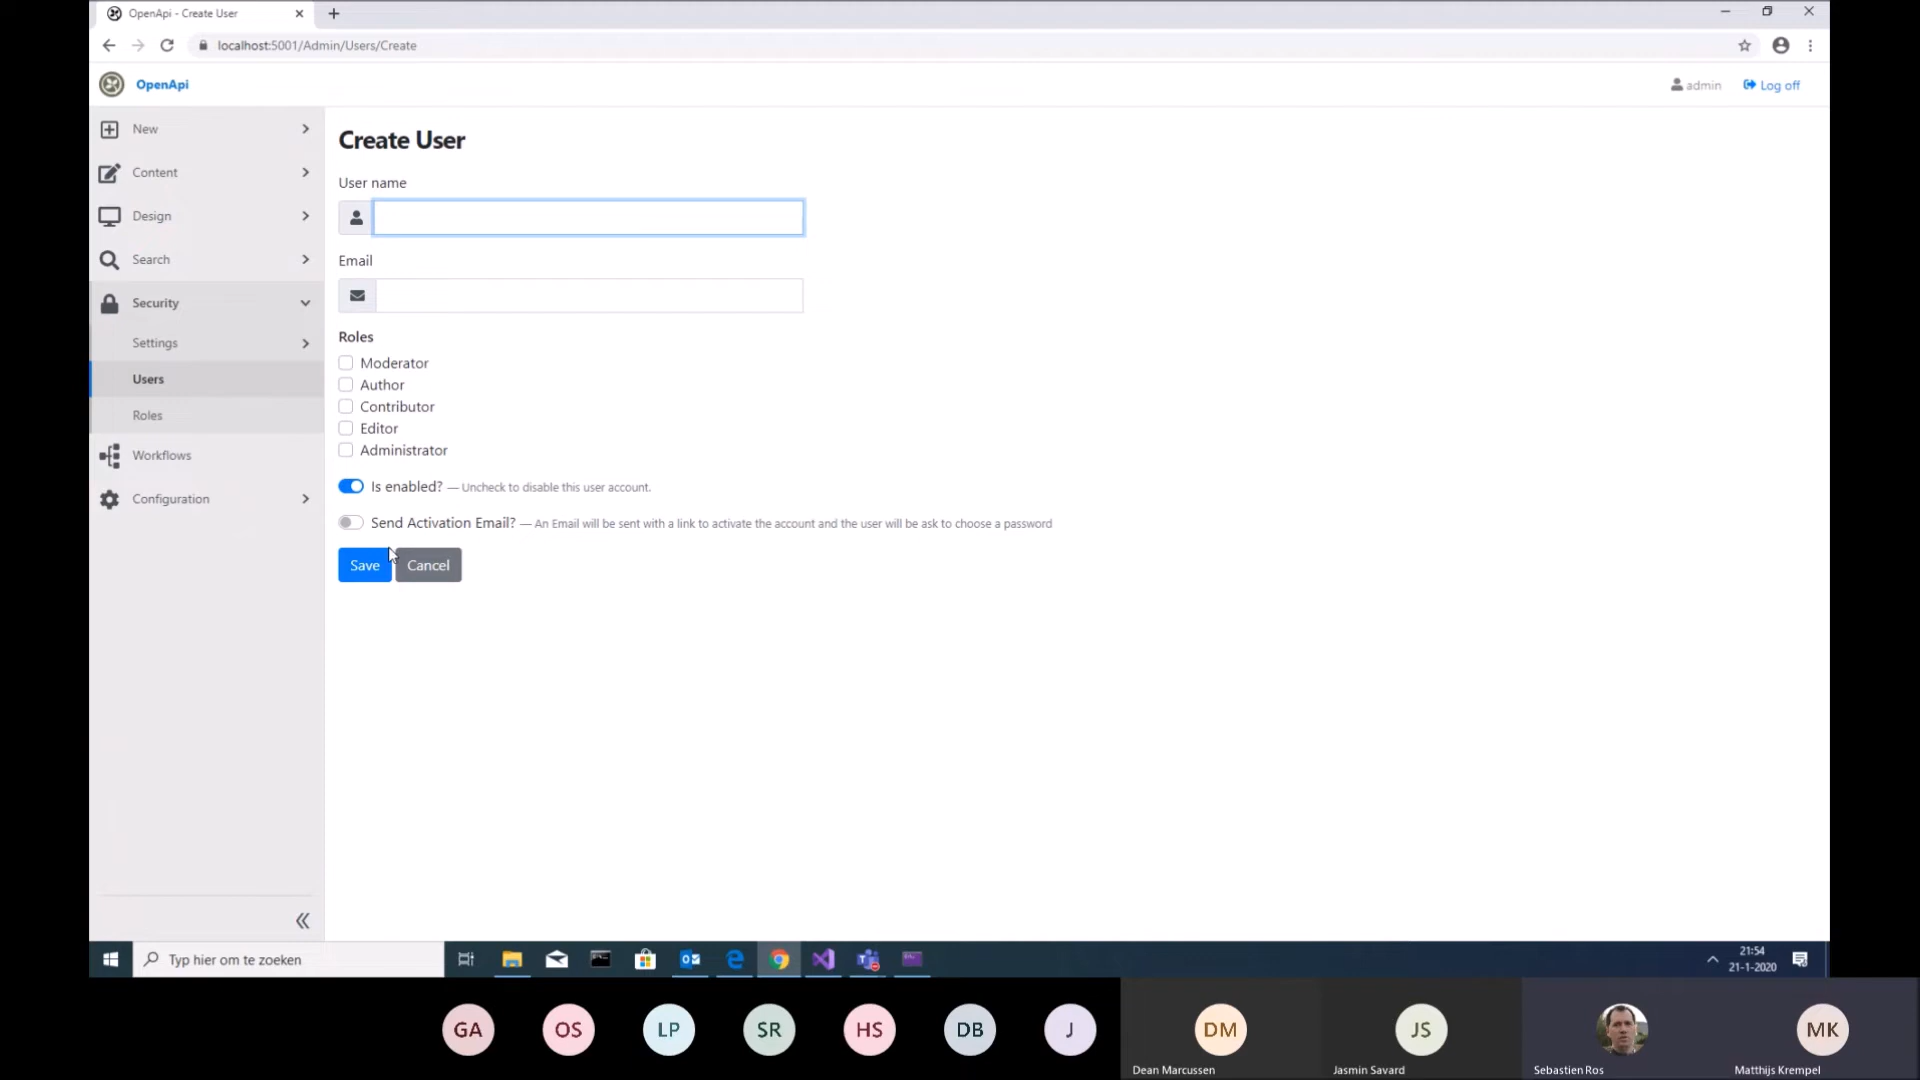 OpenApi - Create User
localhost:5001/Admin/Users/Create
OpenApi
admin
Log off
New
Content
Design
Search
Security
Settings
Users
Roles
Workflows
Configuration
Create User
User name
Email
Roles
Moderator
Author
Contributor
Editor
Administrator
Is enabled? — Uncheck to disable this user account.
Send Activation Email? — An Email will be sent with a link to activate the account and the user will be ask to choose a password
Save
Cancel
Typ hier om te zoeken
21:54
21-1-2020
GA
OS
LP
SR
HS
DB
J
DM
JS
MK
Dean Marcussen
Jasmin Savard
Sebastien Ros
Matthijs Krempel